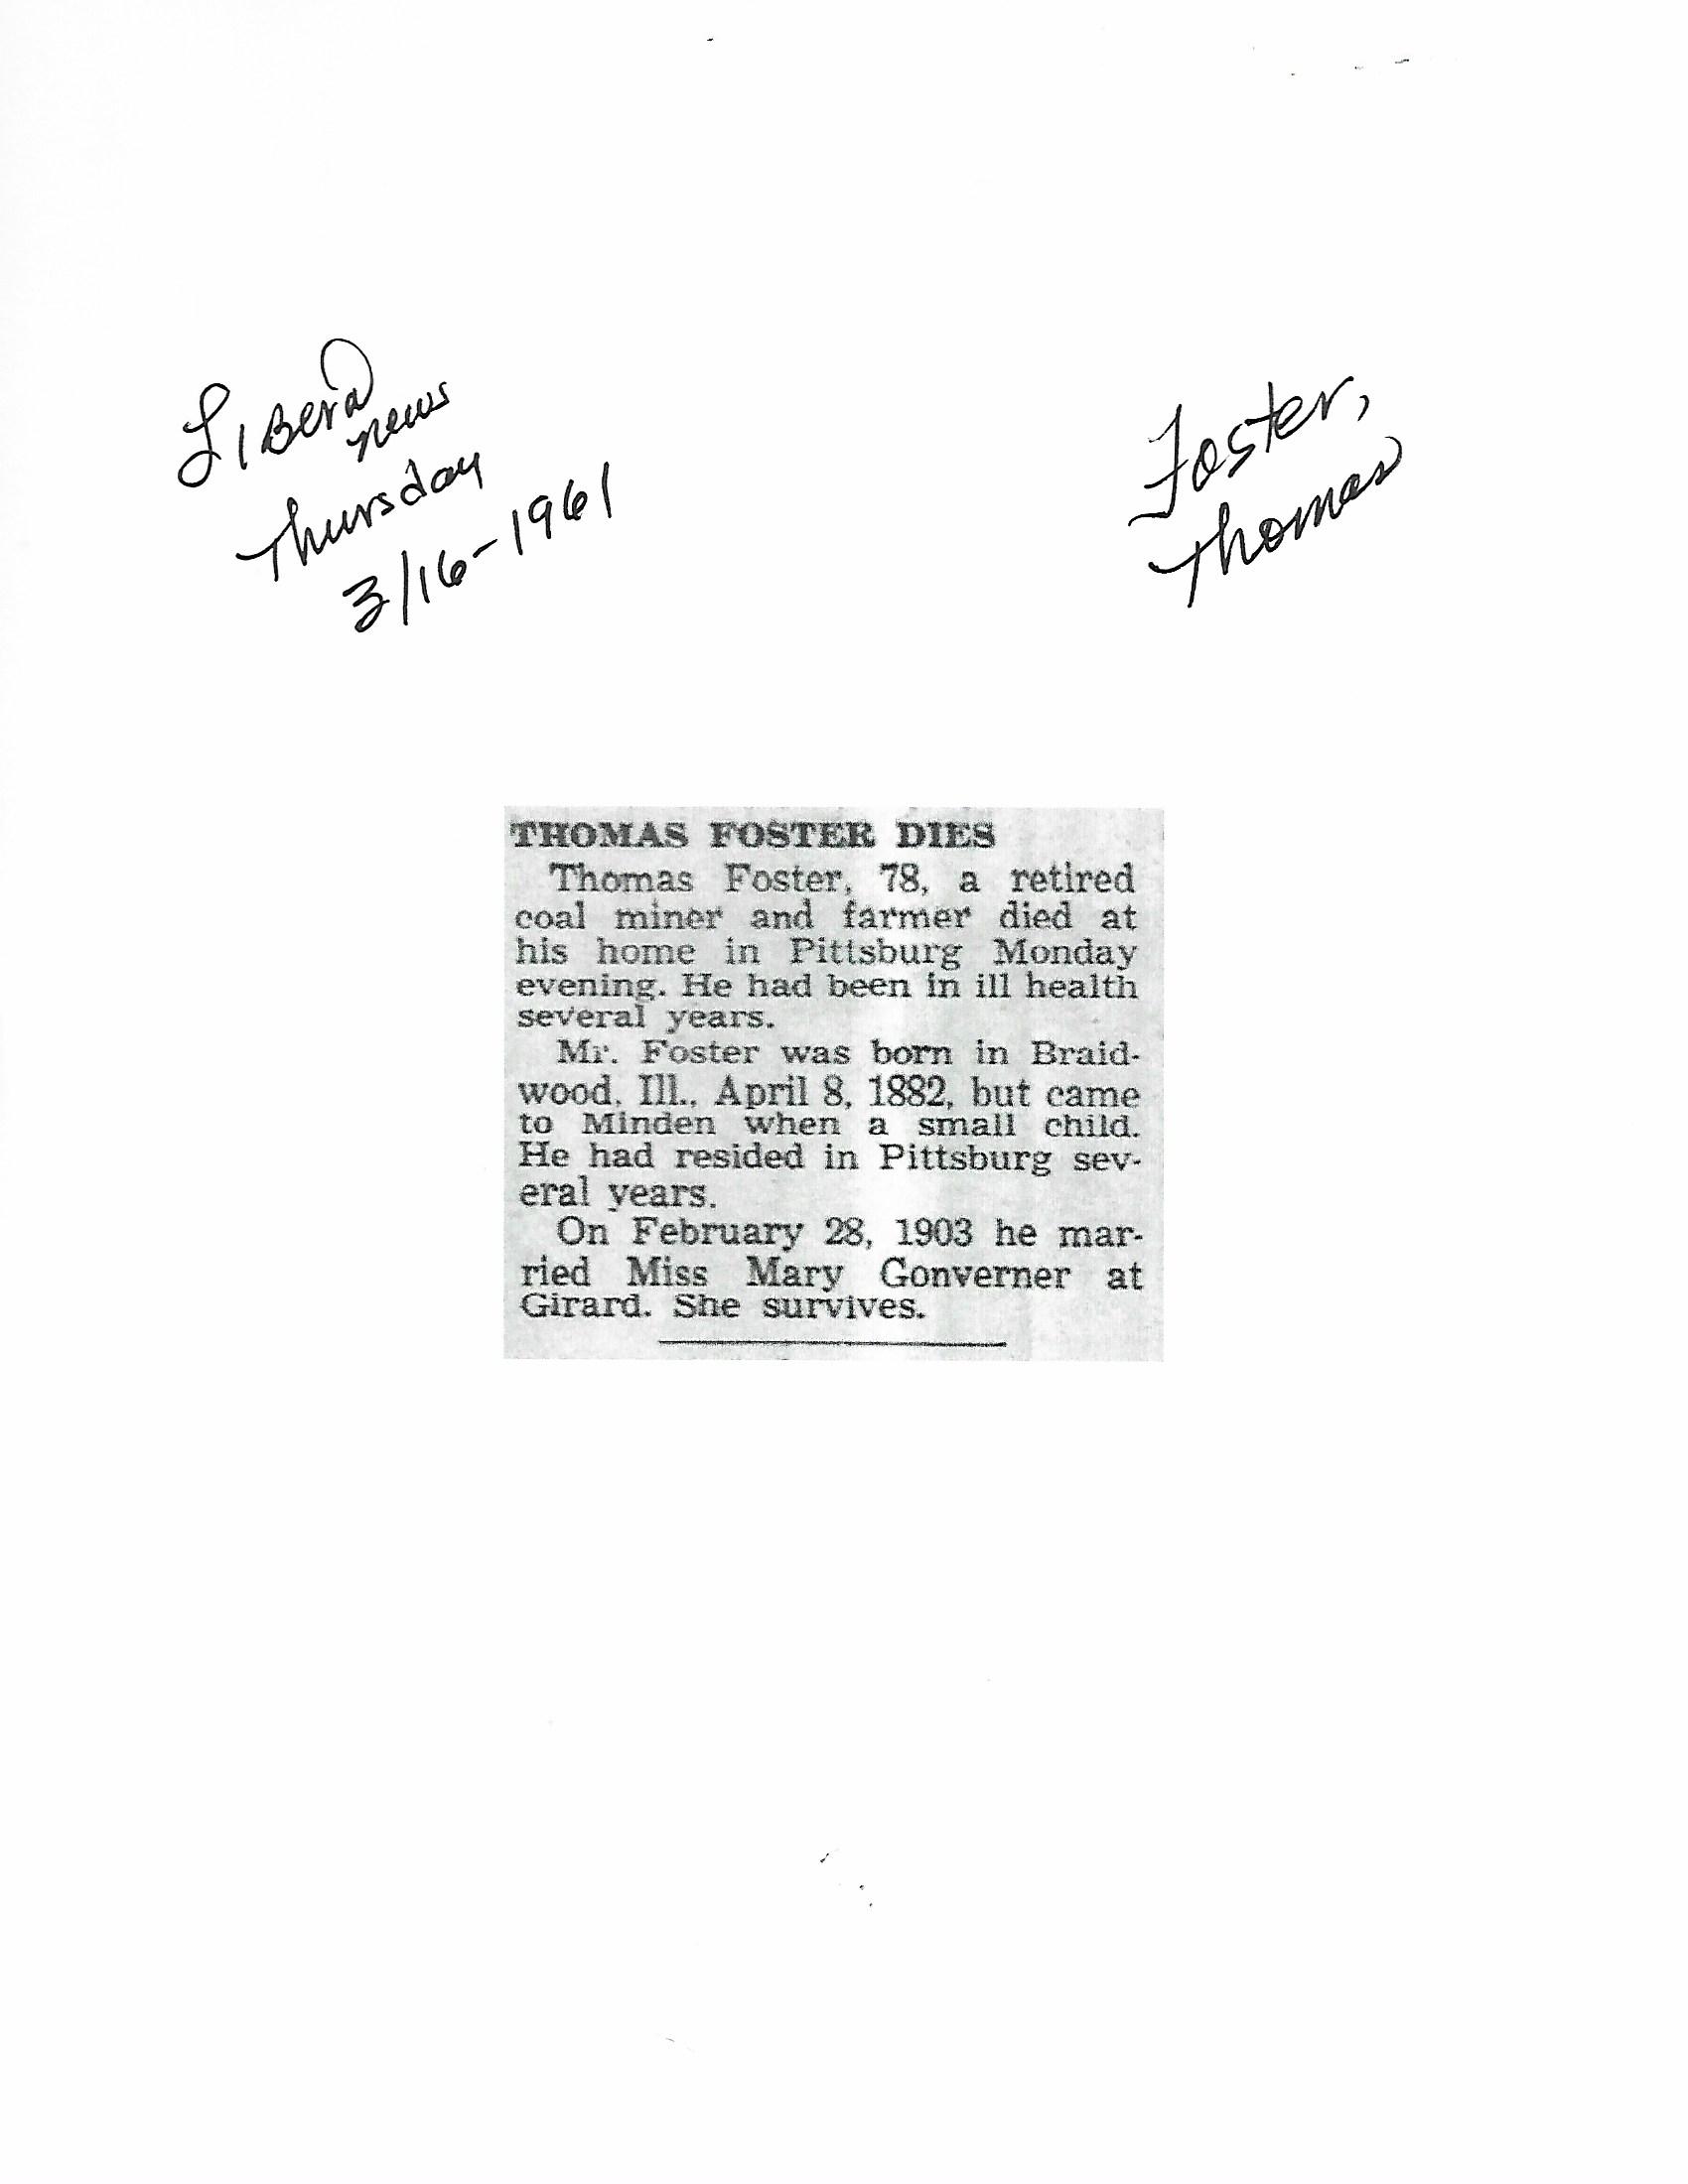 Liberal
news
Thursday
3/16-1961
Foster,
Thomas
THOMAS FOSTER DIES
Thomas Foster, 78, a retired
coal miner and farmer died at
his home in Pittsburg Monday
evening. He had been in ill health
several years.
Mr. Foster was born in Braid-
wood, Ill., April 8, 1882, but came
to Minden when a small child.
He had resided in Pittsburg sev-
eral years.
On February 28, 1903 he mar-
ried Miss Mary Gonverner at
Girard. She survives.